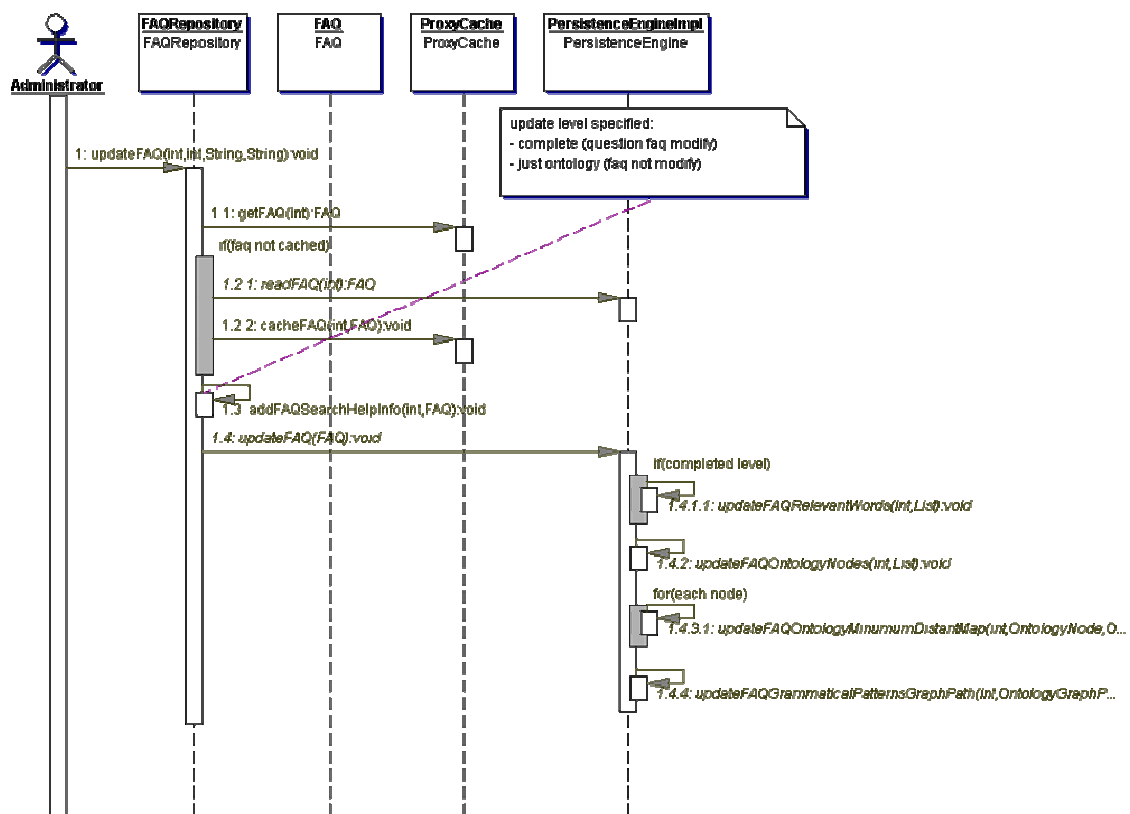 FAQRepository
FAQRepository
FAQ
FAQ
ProxyCache
ProxyCache
PersistenceEngineImpl
PersistenceEngine
Administrator
update level specified:
- complete (question faq modify)
- just ontology (faq not modify)
1: updateFAQ(int,int,String,String):void
1.1: getFAQ(int):FAQ
if(faq not cached)
1.2.1: readFAQ(int):FAQ
1.2.2: cacheFAQ(int,FAQ):void
1.3: addFAQSearchHelpInfo(int,FAQ):void
1.4: updateFAQ(FAQ):void
if(completed level)
1.4.1.1: updateFAQRelevantWords(int,List):void
1.4.2: updateFAQOntologyNodes(int,List):void
for(each node)
1.4.3.1: updateFAQOntologyMinumumDistantMap(int,OntologyNode,O...
1.4.4: updateFAQGrammaticalPatternsGraphPath(int,OntologyGraphP...